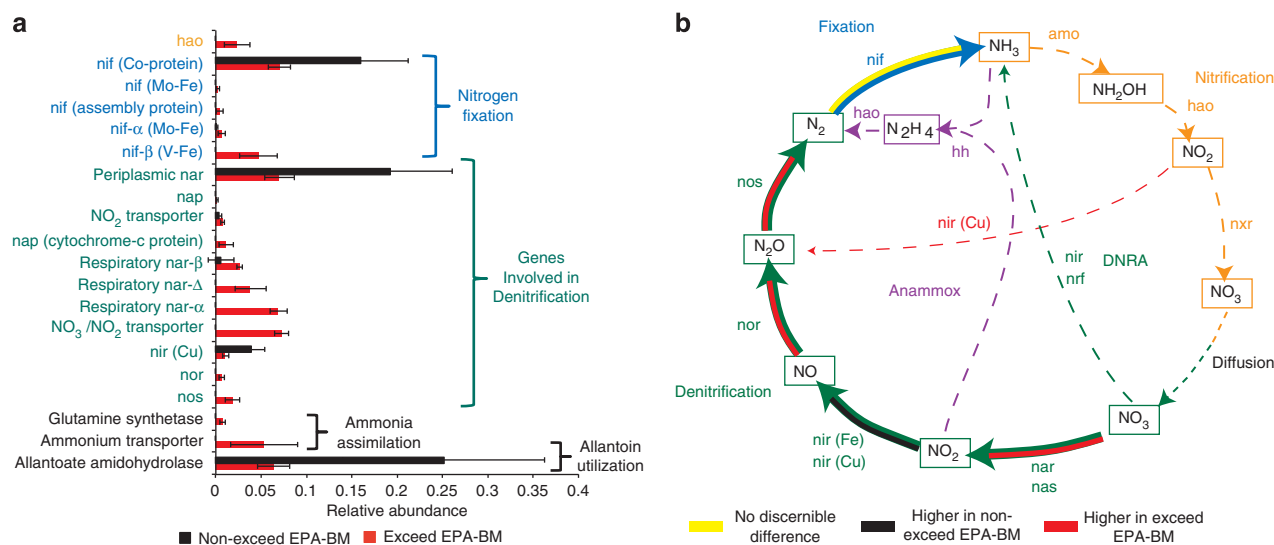 a
hao
nif (Co-protein)
nif (Mo-Fe)
nif (assembly protein)
nif-α (Mo-Fe)
nif-β (V-Fe)
Periplasmic nar
nap
NO2 transporter
nap (cytochrome-c protein)
Respiratory nar-β
Respiratory nar-Δ
Respiratory nar-α
NO3 /NO2 transporter
nir (Cu)
nor
nos
Glutamine synthetase
Ammonium transporter
Allantoate amidohydrolase
Nitrogen
fixation
Genes
Involved in
Denitrification
Ammonia
assimilation
Allantoin
utilization
0 0.05 0.1 0.15 0.2 0.25 0.3 0.35 0.4
Relative abundance
Non-exceed EPA-BM Exceed EPA-BM
b
Fixation
nif
NH3
amo
Nitrification
NH2OH
hao
NO2
nxr
NO3
Diffusion
NO3
nar
nas
NO2
nir (Fe)
nir (Cu)
Denitrification
NO
nor
N2O
nos
N2
hao
N2H4
hh
nir (Cu)
Anammox
nir
nrf
DNRA
No discernible
difference
Higher in non-
exceed EPA-BM
Higher in exceed
EPA-BM